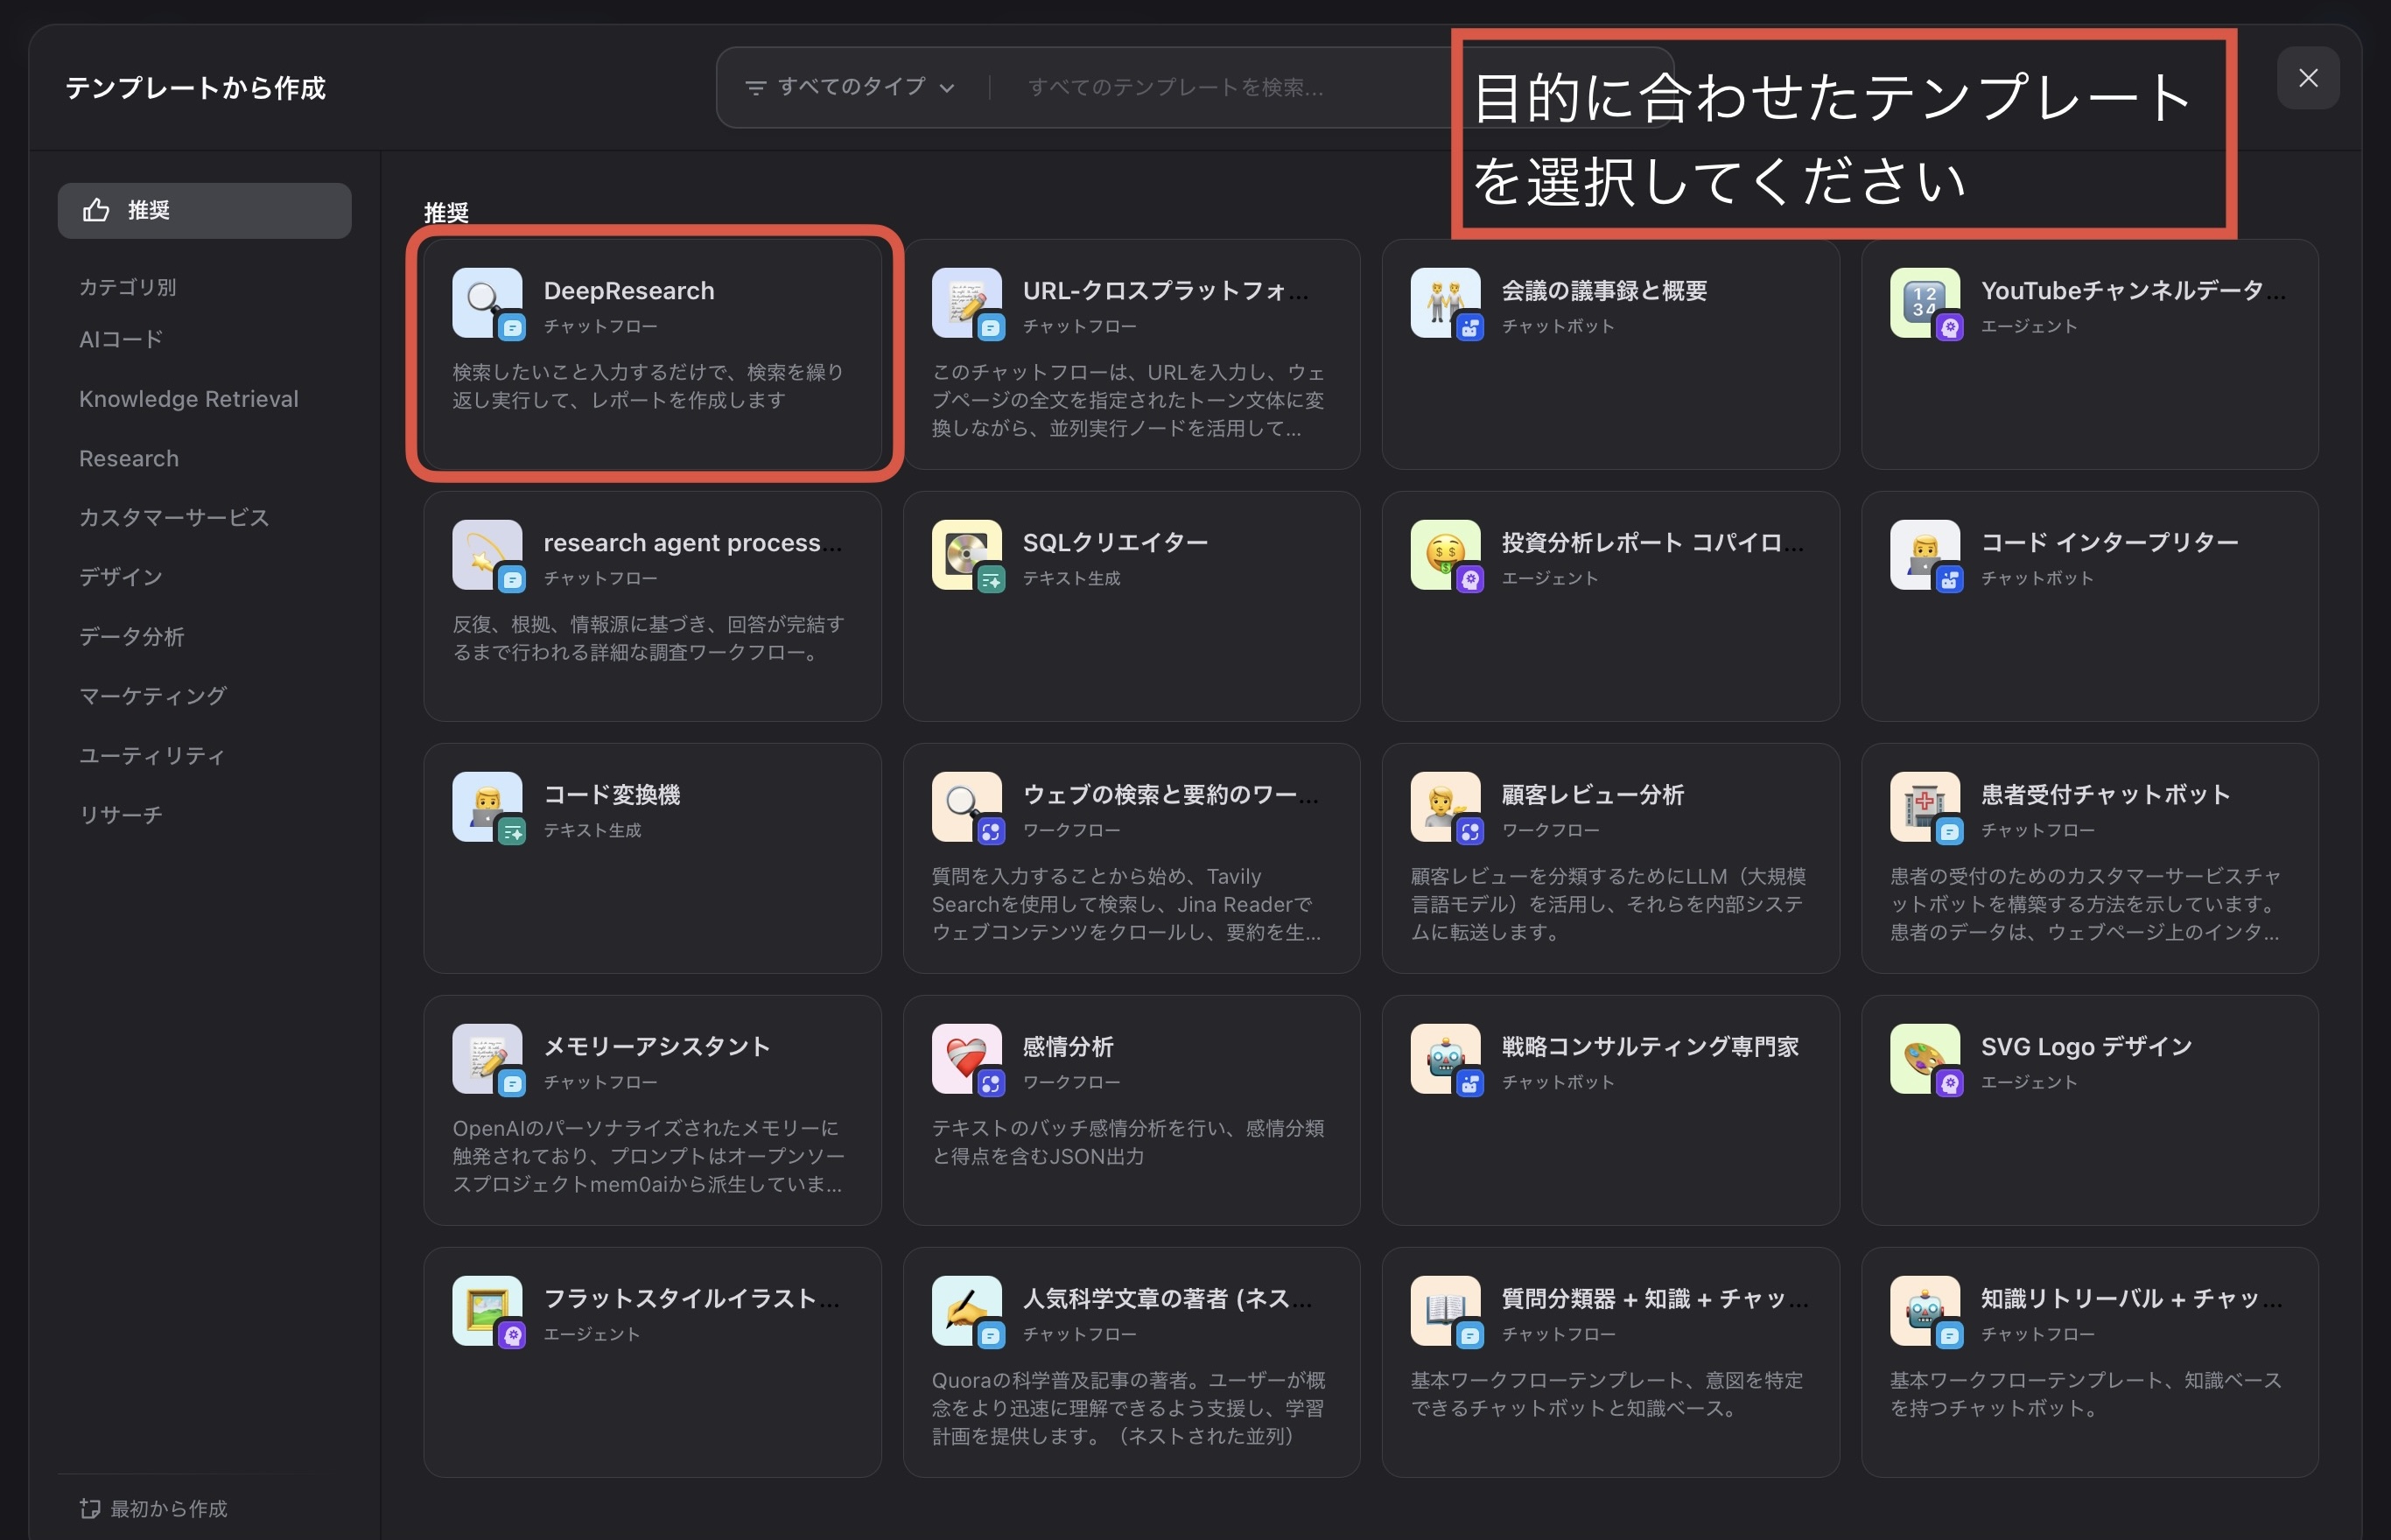 テンプレートから作成
すべてのタイプ
すべてのテンプレートを検索...
目的に合わせたテンプレート
を選択してください
推奨
カテゴリ別
AIコード
Knowledge Retrieval
Research
カスタマーサービス
デザイン
データ分析
マーケティング
ユーティリティ
リサーチ
最初から作成
推奨
DeepResearch
チャットフロー
検索したいこと入力するだけで、検索を繰り
返し実行して、レポートを作成します
URL-クロスプラットフォ...
チャットフロー
このチャットフローは、URLを入力し、ウェ
ブページの全文を指定されたトーン文体に変
換しながら、並列実行ノードを活用して...
会議の議事録と概要
チャットボット
1234
YouTubeチャンネルデータ...
エージェント
research agent process...
チャットフロー
反復、根拠、情報源に基づき、回答が完結す
るまで行われる詳細な調査ワークフロー。
SQLクリエイター
テキスト生成
投資分析レポート コパイロ...
エージェント
コード インタープリター
チャットボット
コード変換機
テキスト生成
ウェブの検索と要約のワー...
ワークフロー
質問を入力することから始め、Tavily
Searchを使用して検索し、Jina Readerで
ウェブコンテンツをクロールし、要約を生...
顧客レビュー分析
ワークフロー
顧客レビューを分類するためにLLM（大規模
言語モデル）を活用し、それらを内部システ
ムに転送します。
患者受付チャットボット
チャットフロー
患者の受付のためのカスタマーサービスチャ
ットボットを構築する方法を示しています。
患者のデータは、ウェブページ上のインタ...
メモリーアシスタント
チャットフロー
OpenAIのパーソナライズされたメモリーに
触発されており、プロンプトはオープンソー
スプロジェクトmem0aiから派生していま...
感情分析
ワークフロー
テキストのバッチ感情分析を行い、感情分類
と得点を含むJSON出力
戦略コンサルティング専門家
チャットボット
SVG Logo デザイン
エージェント
フラットスタイルイラスト...
エージェント
人気科学文章の著者 (ネス...
チャットフロー
Quoraの科学普及記事の著者。ユーザーが概
念をより迅速に理解できるよう支援し、学習
計画を提供します。（ネストされた並列）
質問分類器 + 知識 + チャッ...
チャットフロー
基本ワークフローテンプレート、意図を特定
できるチャットボットと知識ベース。
知識リトリーバル + チャッ...
チャットフロー
基本ワークフローテンプレート、知識ベース
を持つチャットボット。